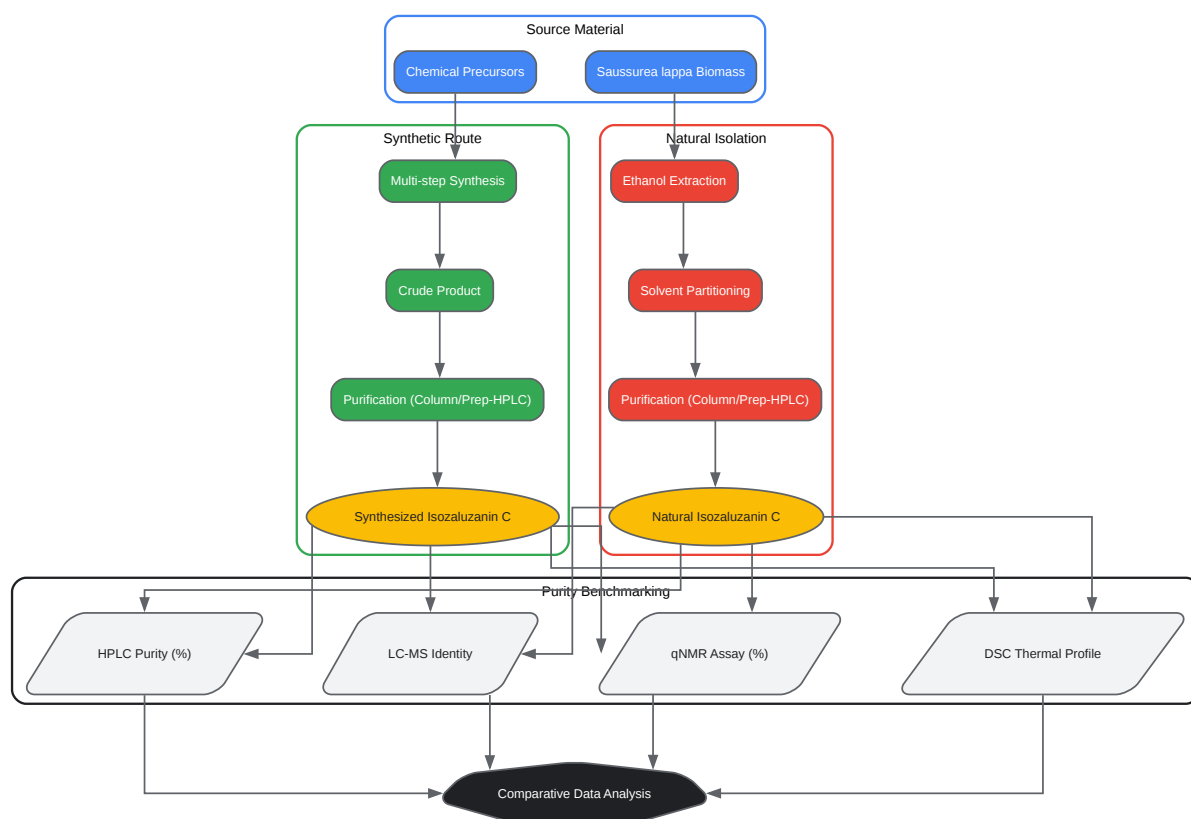 Source Material
Chemical Precursors
Saussurea lappa Biomass
Synthetic Route
Natural Isolation
Multi-step Synthesis
Ethanol Extraction
Crude Product
Solvent Partitioning
Purification (Column/Prep-HPLC)
Purification (Column/Prep-HPLC)
Synthesized Isozaluzanin C
Natural Isozaluzanin C
Purity Benchmarking
HPLC Purity (%)
LC-MS Identity
qNMR Assay (%)
DSC Thermal Profile
Comparative Data Analysis